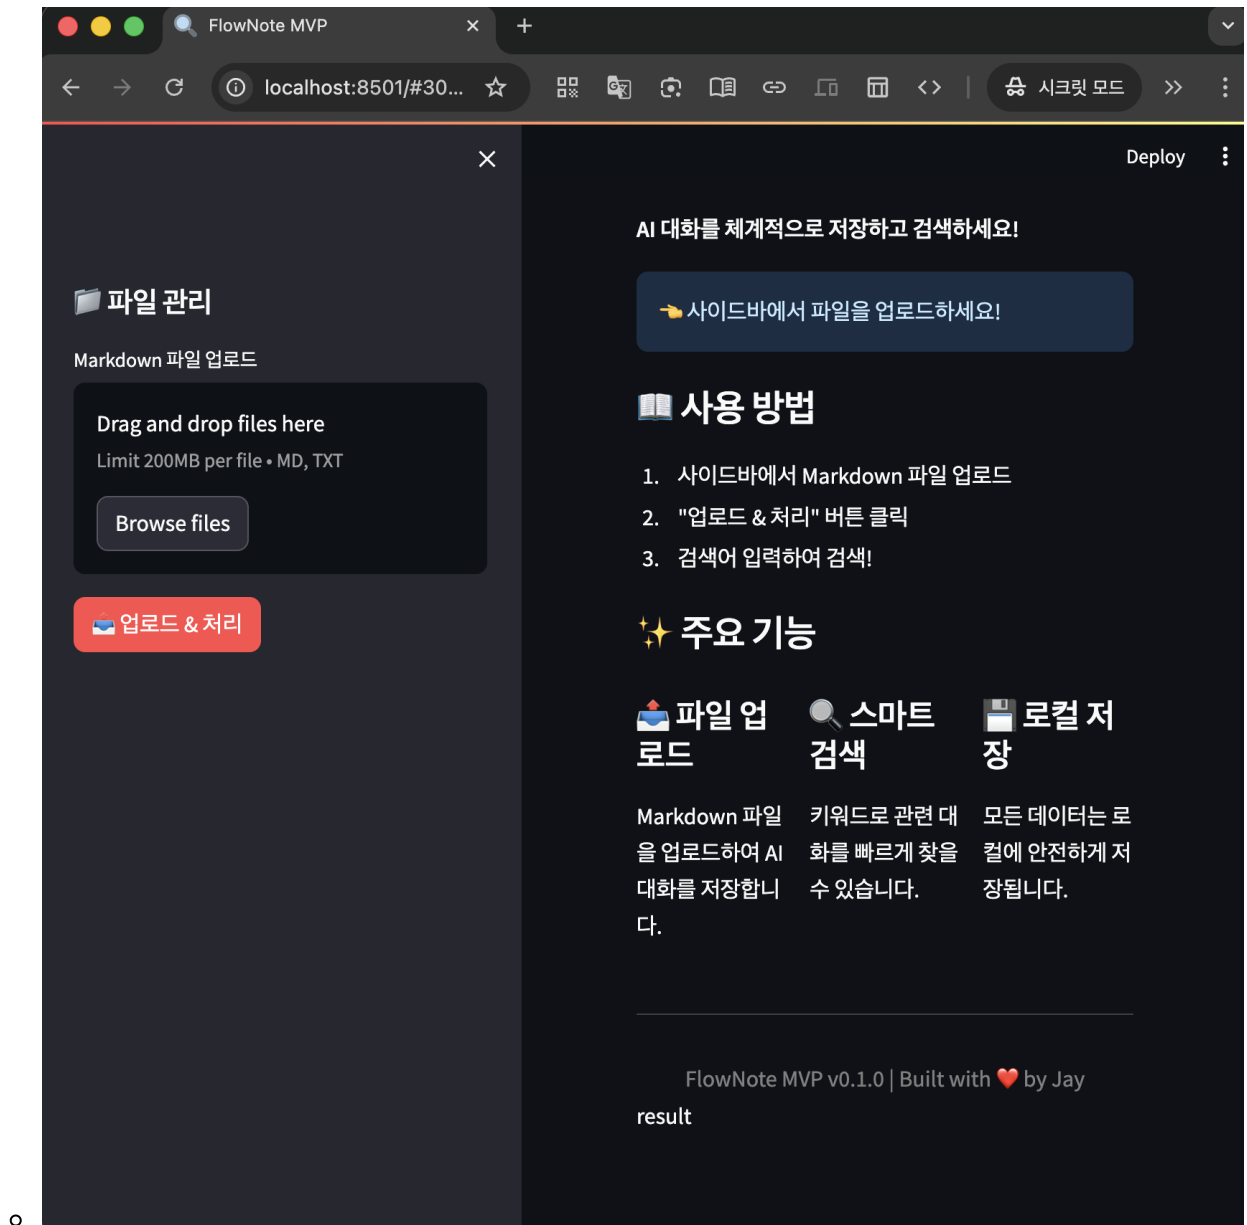 FlowNote MVP
localhost:8501/#30...
시크릿 모드
Deploy
📁 파일 관리
Markdown 파일 업로드
Drag and drop files here
Limit 200MB per file • MD, TXT
Browse files
📥 업로드 & 처리
AI 대화를 체계적으로 저장하고 검색하세요!
👈 사이드바에서 파일을 업로드하세요!
📖 사용 방법
1. 사이드바에서 Markdown 파일 업로드
2. "업로드 & 처리" 버튼 클릭
3. 검색어 입력하여 검색!
✨ 주요 기능
📤 파일 업
로드
Markdown 파일
을 업로드하여 AI
대화를 저장합니
다.
🔍 스마트
검색
키워드로 관련 대
화를 빠르게 찾을
수 있습니다.
💾 로컬 저
장
모든 데이터는 로
컬에 안전하게 저
장됩니다.
FlowNote MVP v0.1.0 | Built with ❤️ by Jay
result